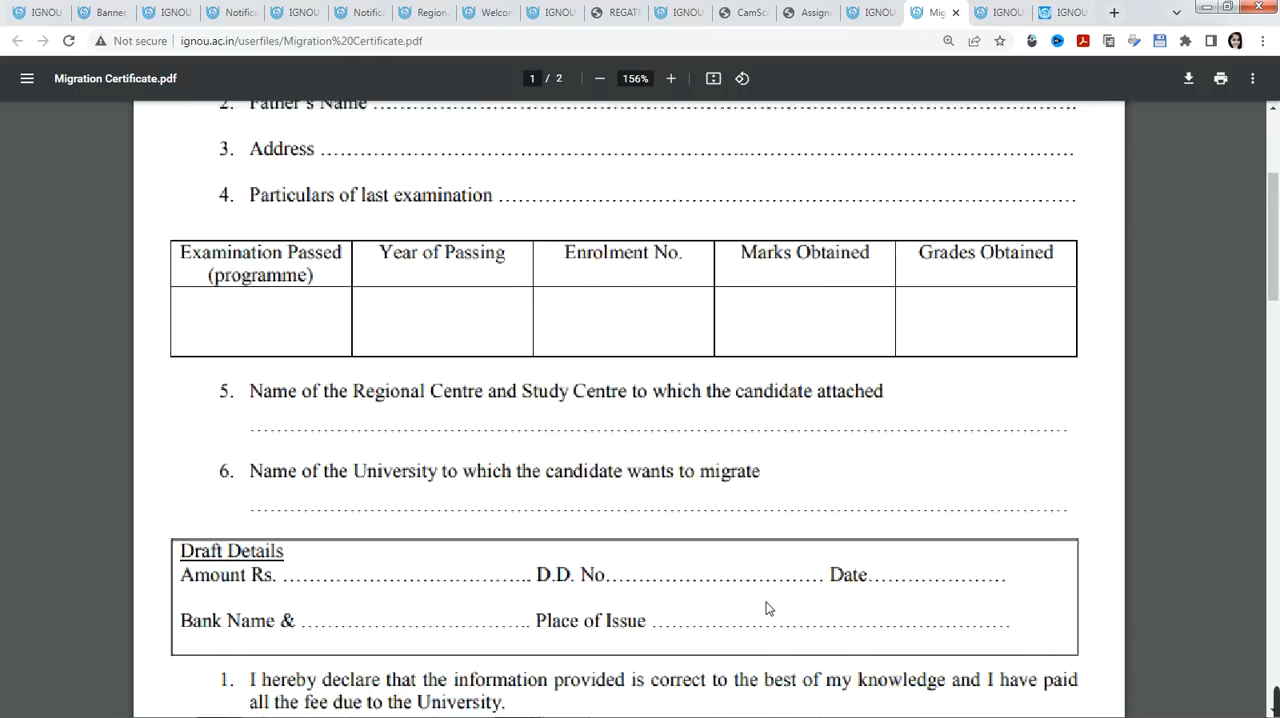 IGNOU
Banner
IGNOU
Notifica
IGNOU
Notific
Region
Welcon
IGNOU
REGATI
IGNOU
CamSc
Assign
IGNOU
Mig
IGNOU
IGNOU
Not secure | ignou.ac.in/userfiles/Migration%20Certificate.pdf
Migration Certificate.pdf
1 / 2
156%
2. Father's Name ........................................
3. Address ........................................
4. Particulars of last examination ........................................
Examination Passed (programme)
Year of Passing
Enrolment No.
Marks Obtained
Grades Obtained
5. Name of the Regional Centre and Study Centre to which the candidate attached
........................................
6. Name of the University to which the candidate wants to migrate
........................................
Draft Details
Amount Rs. .................... D.D. No.................... Date....................
Bank Name & .................... Place of Issue ....................
1. I hereby declare that the information provided is correct to the best of my knowledge and I have paid
all the fee due to the University.